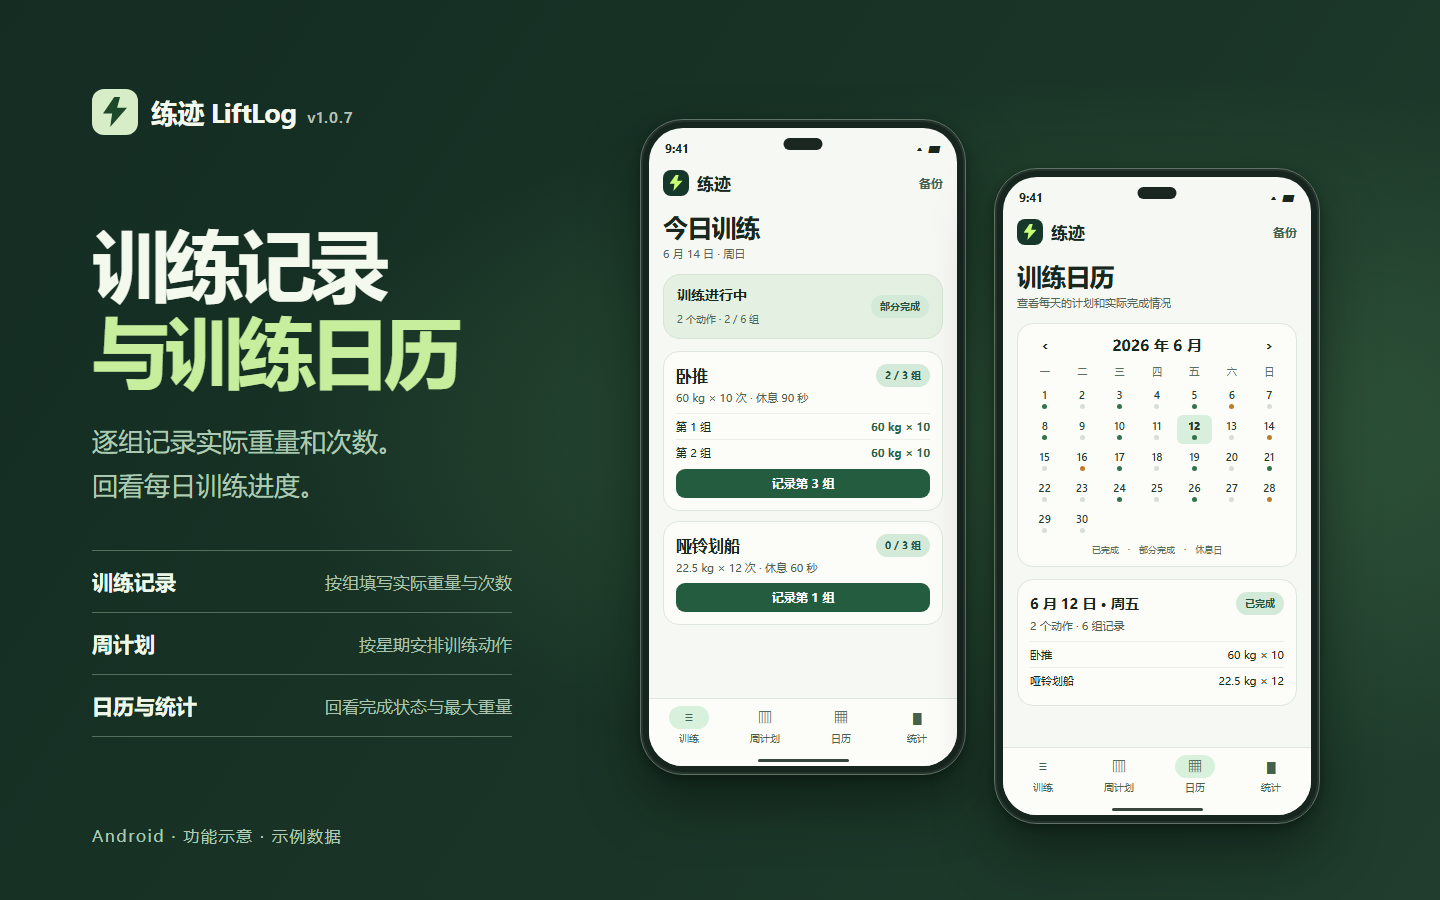 练迹 LiftLog v1.0.7
训练记录
与训练日历
逐组记录实际重量和次数。
回看每日训练进度。
训练记录 按组填写实际重量与次数
周计划 按星期安排训练动作
日历与统计 回看完成状态与最大重量
Android · 功能示意 · 示例数据
9:41
练迹 备份
今日训练
6 月 14 日 · 周日
训练进行中
2 个动作 · 2 / 6 组
部分完成
卧推 2 / 3 组
60 kg × 10 次 · 休息 90 秒
第 1 组 60 kg × 10
第 2 组 60 kg × 10
记录第 3 组
哑铃划船 0 / 3 组
22.5 kg × 12 次 · 休息 60 秒
记录第 1 组
训练 周计划 日历 统计
9:41
练迹 备份
训练日历
查看每天的计划和实际完成情况
‹ 2026 年 6 月 ›
一 二 三 四 五 六 日
1 2 3 4 5 6 7
8 9 10 11 12 13 14
15 16 17 18 19 20 21
22 23 24 25 26 27 28
29 30
已完成 · 部分完成 · 休息日
6 月 12 日 • 周五 已完成
2 个动作 · 6 组记录
卧推 60 kg × 10
哑铃划船 22.5 kg × 12
训练 周计划 日历 统计